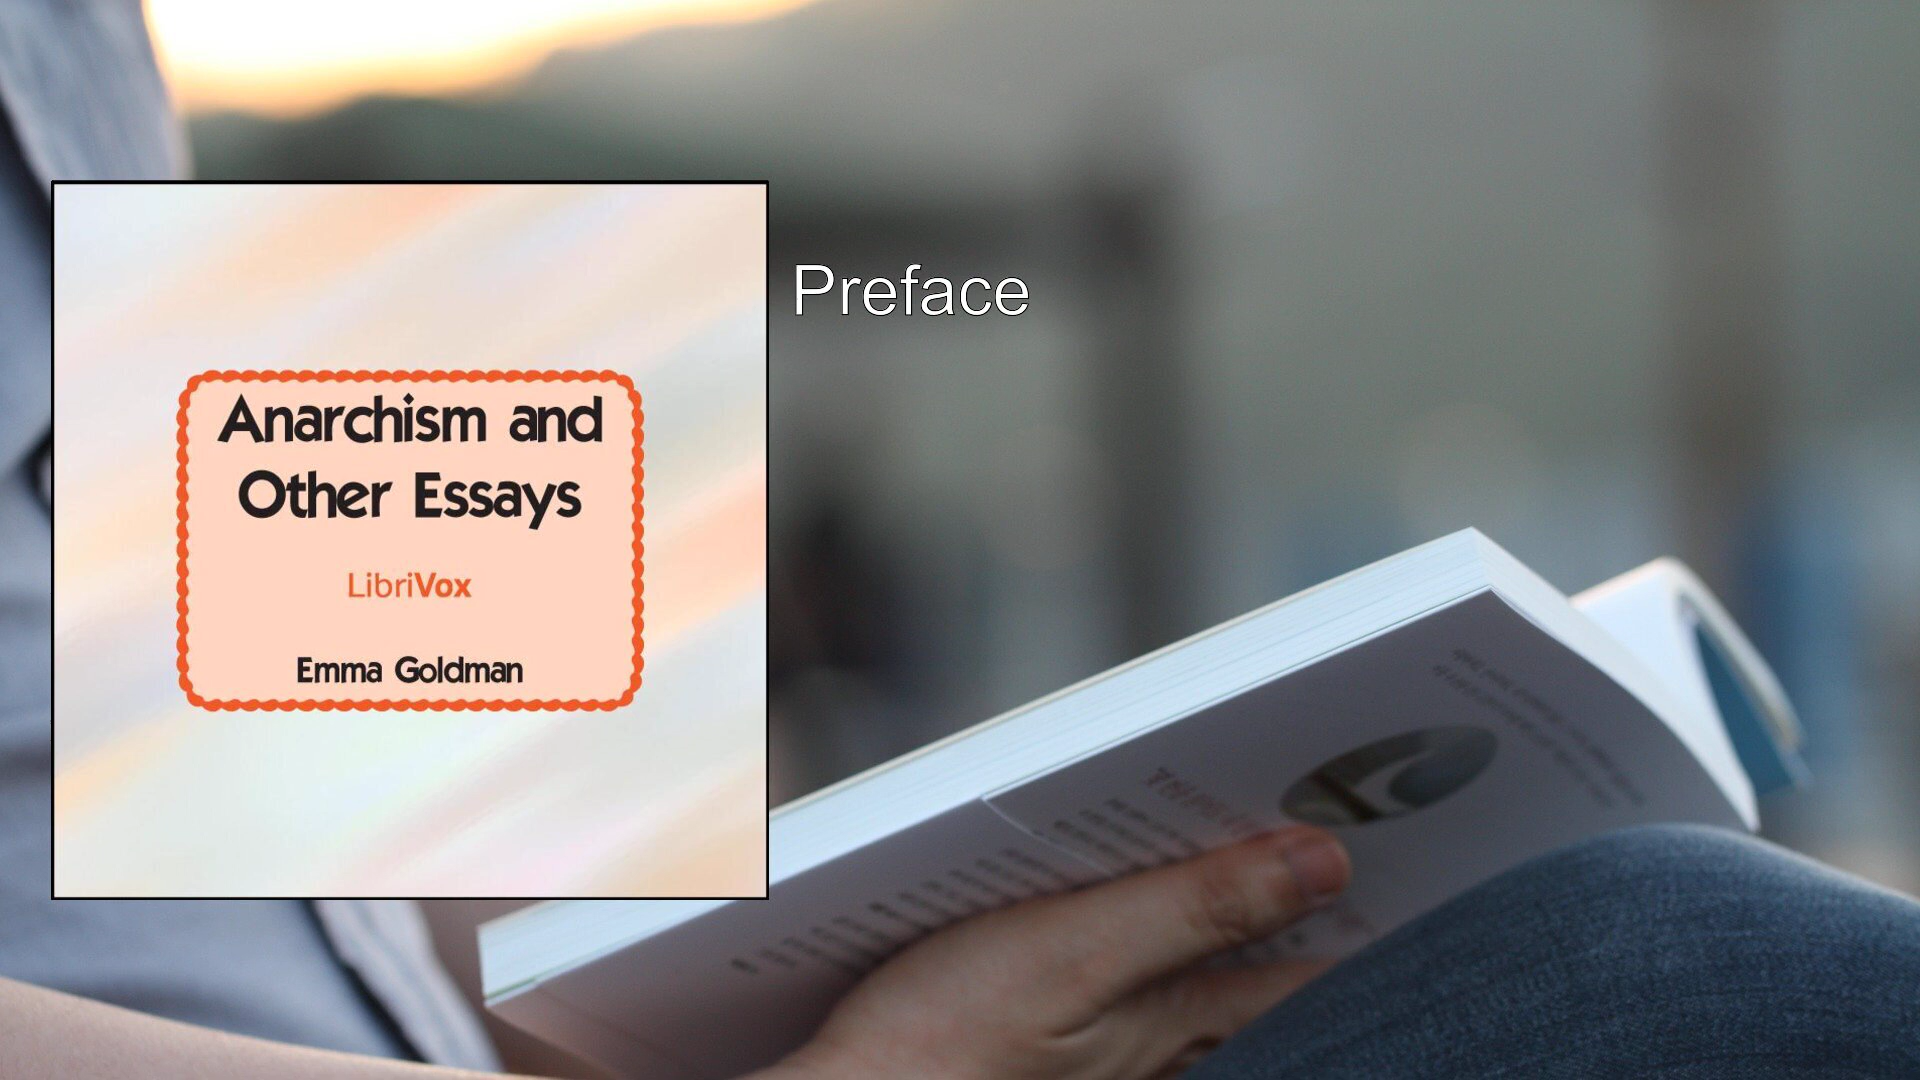 Anarchism and
Other Essays
LibriVox
Emma Goldman
Preface